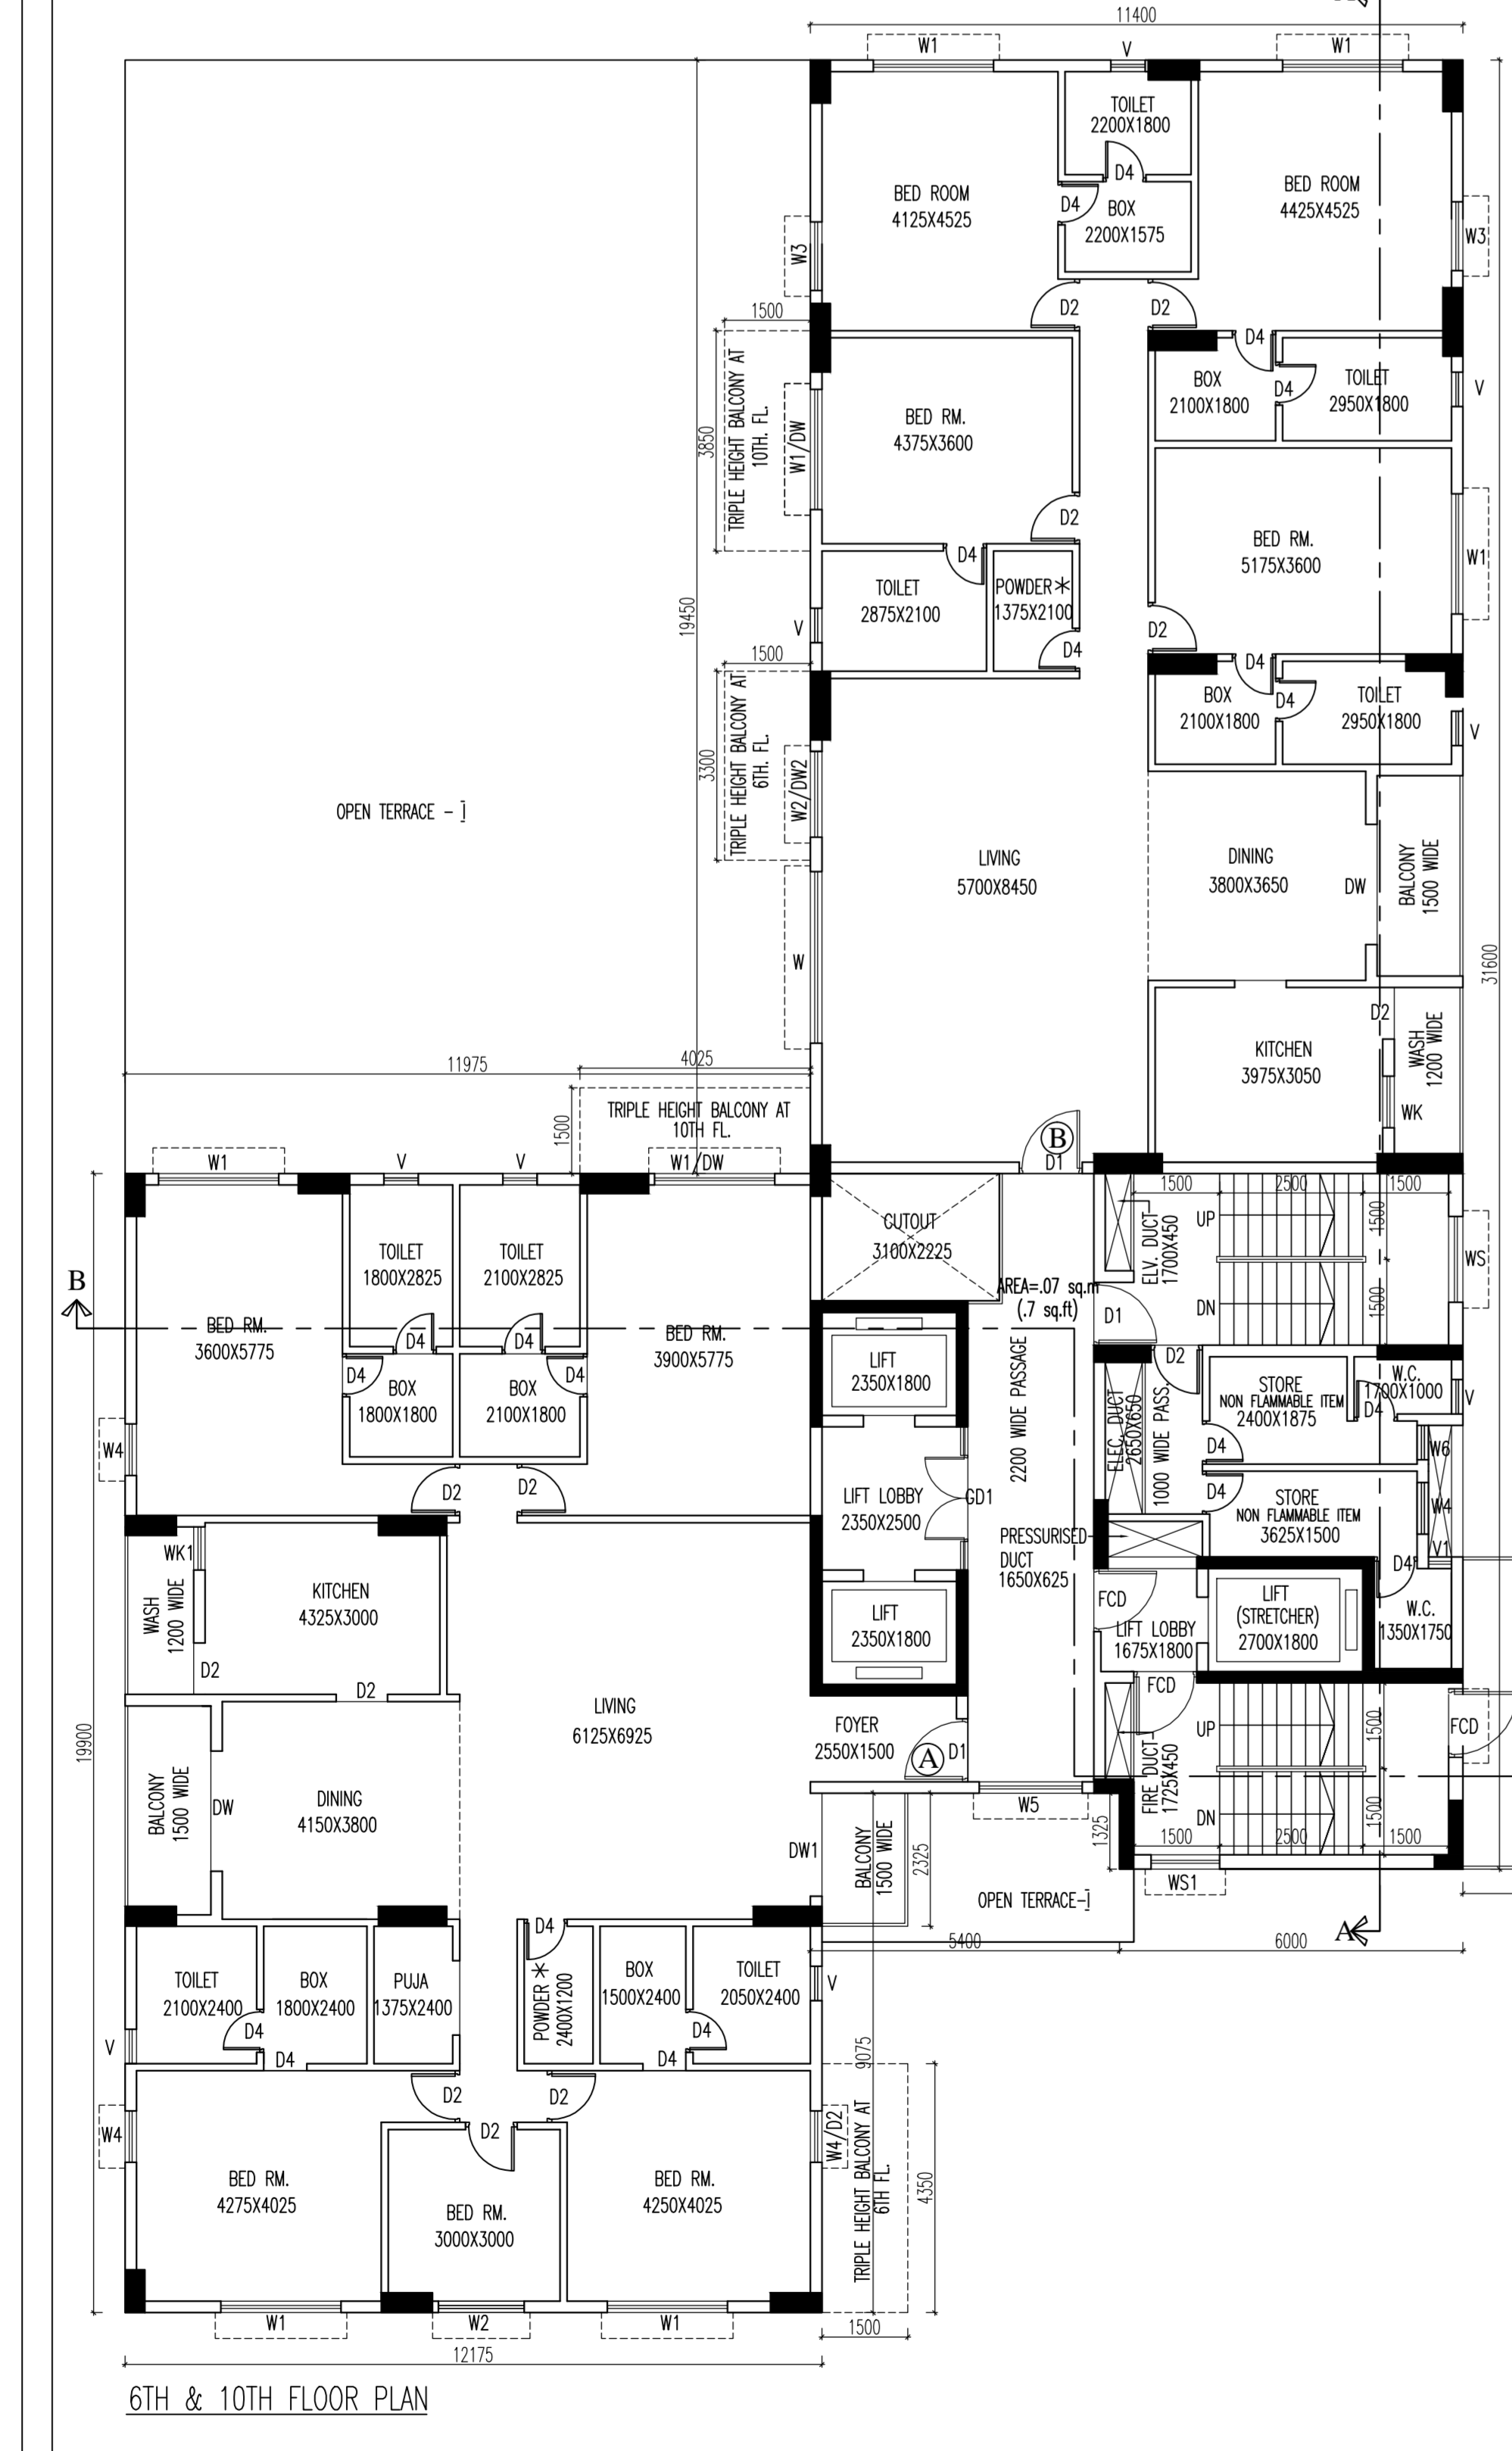 11400
W1
V
W1
TOILET
2200X1800
D4
BED ROOM
4125X4525
D4
BOX
2200X1575
BED ROOM
4425X4525
W3
W3
D2
D2
1500
TRIPLE HEIGHT BALCONY AT
10TH. FL.
3850
W1/DW
BED RM.
4375X3600
D4
BOX
2100X1800
D4
TOILET
2950X1800
V
D2
BED RM.
5175X3600
W1
D4
TOILET
2875X2100
POWDER*
1375X2100
V
D4
D2
19450
1500
TRIPLE HEIGHT BALCONY AT
6TH. FL.
3300
W2/DW2
D4
BOX
2100X1800
D4
TOILET
2950X1800
V
OPEN TERRACE - I
LIVING
5700X8450
DINING
3800X3650
DW
BALCONY
1500 WIDE
31600
W
KITCHEN
3975X3050
D2
WASH
1200 WIDE
WK
11975
4025
1500
TRIPLE HEIGHT BALCONY AT
10TH FL.
B
D1
W1
V
V
W1/DW
CUTOUT
3100X2225
ELV. DUCT
1700X450
1500
2500
1500
UP
1500
WS
DN
1500
TOILET
1800X2825
TOILET
2100X2825
AREA=.07 sq.m
(.7 sq.ft)
D1
B
BED RM.
3600X5775
D4
D4
BED RM.
3900X5775
D4
BOX
1800X1800
BOX
2100X1800
D4
LIFT
2350X1800
2200 WIDE PASSAGE
D2
ELEC. DUCT
2650X650
1000 WIDE PASS.
STORE
NON FLAMMABLE ITEM
2400X1875
W.C.
1700X1000
V
D4
D4
W6
W4
D2
D2
LIFT LOBBY
2350X2500
GD1
D4
STORE
NON FLAMMABLE ITEM
3625X1500
W4
V1
D4
PRESSURISED
DUCT
1650X625
WK1
WASH
1200 WIDE
KITCHEN
4325X3000
D2
D2
LIFT
2350X1800
FCD
LIFT LOBBY
1675X1800
LIFT
(STRETCHER)
2700X1800
W.C.
1350X1750
FCD
19900
LIVING
6125X6925
FOYER
2550X1500
A
D1
FIRE DUCT
1725X450
UP
1500
FCD
DN
1500
1500
2500
1500
BALCONY
1500 WIDE
DW
DINING
4150X3800
W5
1325
DW1
BALCONY
1500 WIDE
2325
WS1
OPEN TERRACE-I
5400
6000
A
TOILET
2100X2400
BOX
1800X2400
PUJA
1375X2400
D4
POWDER *
2400X1200
BOX
1500X2400
TOILET
2050X2400
V
V
D4
D4
D4
D4
9075
D2
D2
D2
W4
W4/D2
TRIPLE HEIGHT BALCONY AT
6TH FL.
4350
BED RM.
4275X4025
BED RM.
3000X3000
BED RM.
4250X4025
W1
W2
W1
1500
12175
6TH & 10TH FLOOR PLAN